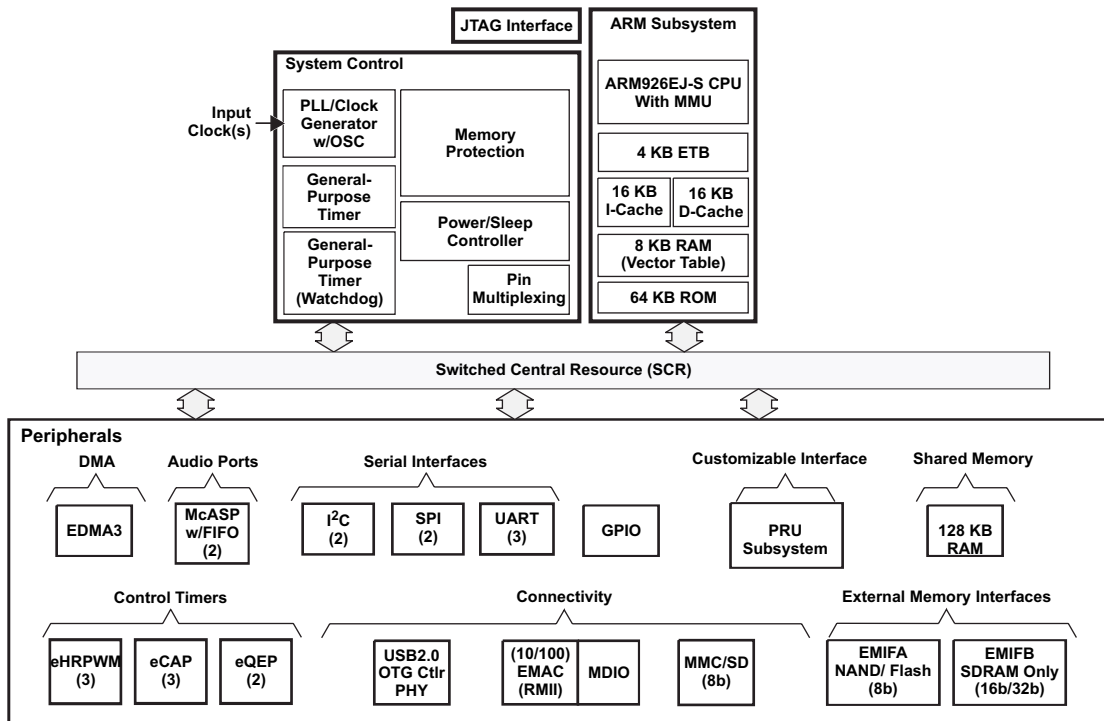 JTAG Interface
ARM Subsystem
System Control
ARM926EJ-S CPU
With MMU
Input
Clock(s)
PLL/Clock
Generator
w/OSC
Memory
Protection
4 KB ETB
General-
Purpose
Timer
16 KB
I-Cache
16 KB
D-Cache
Power/Sleep
Controller
General-
Purpose
Timer
(Watchdog)
8 KB RAM
(Vector Table)
Pin
Multiplexing
64 KB ROM
Switched Central Resource (SCR)
Peripherals
DMA
Audio Ports
Serial Interfaces
Customizable Interface
Shared Memory
EDMA3
McASP
w/FIFO
(2)
I²C
(2)
SPI
(2)
UART
(3)
GPIO
PRU
Subsystem
128 KB
RAM
Control Timers
Connectivity
External Memory Interfaces
eHRPWM
(3)
eCAP
(3)
eQEP
(2)
USB2.0
OTG Ctlr
PHY
(10/100)
EMAC
(RMII)
MDIO
MMC/SD
(8b)
EMIFA
NAND/ Flash
(8b)
EMIFB
SDRAM Only
(16b/32b)